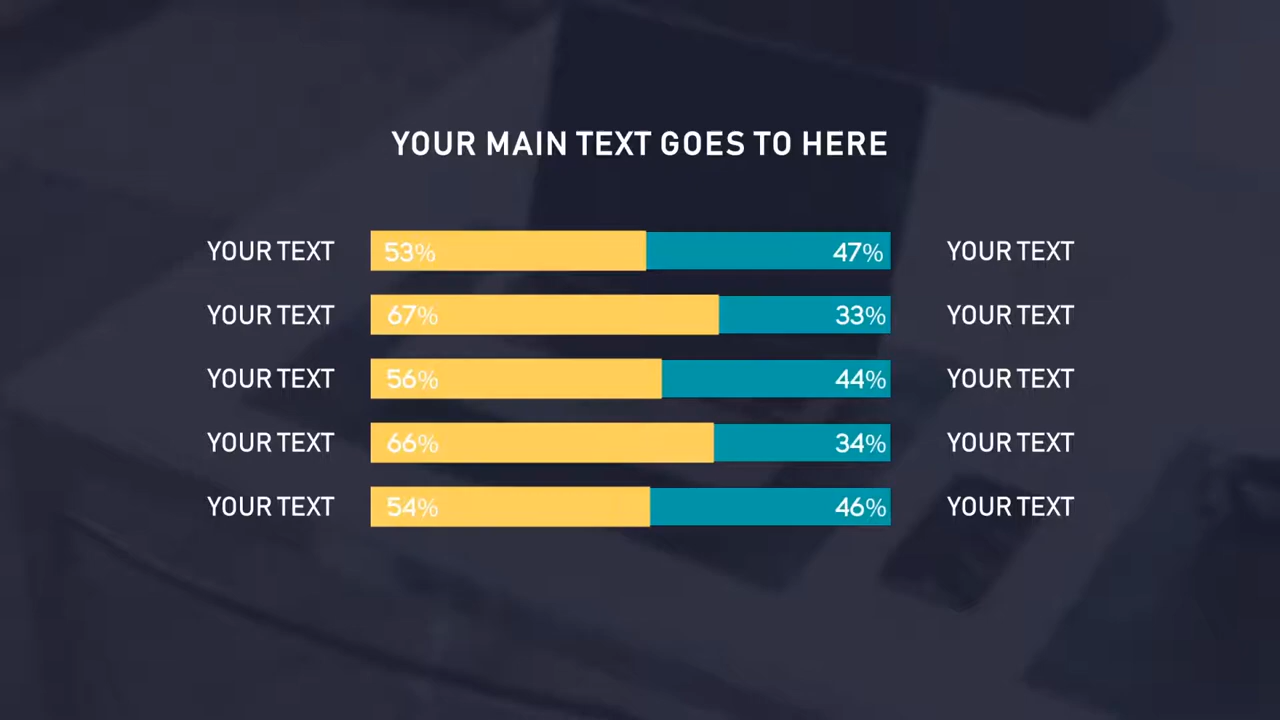 YOUR MAIN TEXT GOES TO HERE
YOUR TEXT 53% 47% YOUR TEXT
YOUR TEXT 67% 33% YOUR TEXT
YOUR TEXT 56% 44% YOUR TEXT
YOUR TEXT 66% 34% YOUR TEXT
YOUR TEXT 54% 46% YOUR TEXT